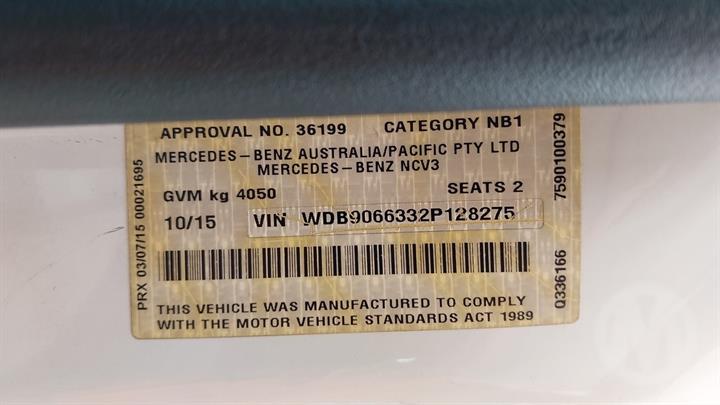 APPROVAL NO. 36199 CATEGORY NB1
MERCEDES-BENZ AUSTRALIA/PACIFIC PTY LTD
MERCEDES-BENZ NCV3
GVM kg 4050 SEATS 2
10/15 VIN WDB9066332P128275
THIS VEHICLE WAS MANUFACTURED TO COMPLY
WITH THE MOTOR VEHICLE STANDARDS ACT 1989
PRX 03/07/15 00021695
7590100379
Q336166